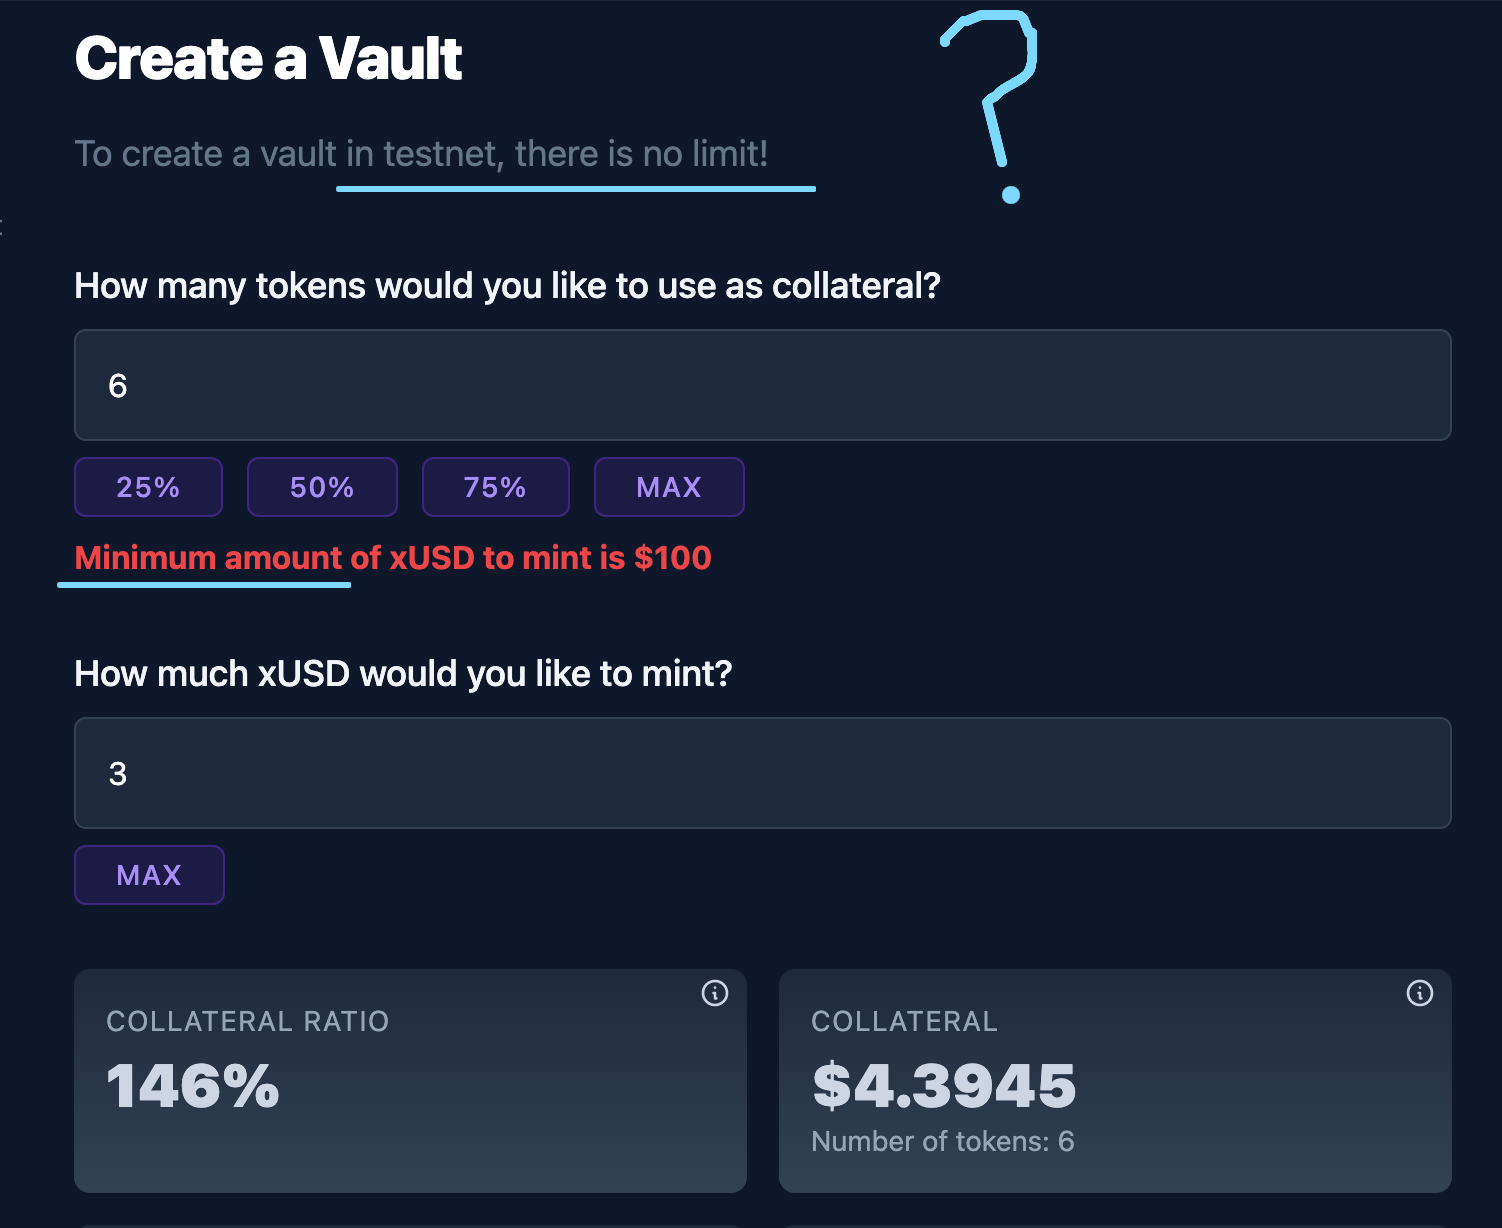 Create a Vault
?
To create a vault in testnet, there is no limit!
How many tokens would you like to use as collateral?
6
25% 50% 75% MAX
Minimum amount of xUSD to mint is $100
How much xUSD would you like to mint?
3
MAX
COLLATERAL RATIO
146%
COLLATERAL
$4.3945
Number of tokens: 6